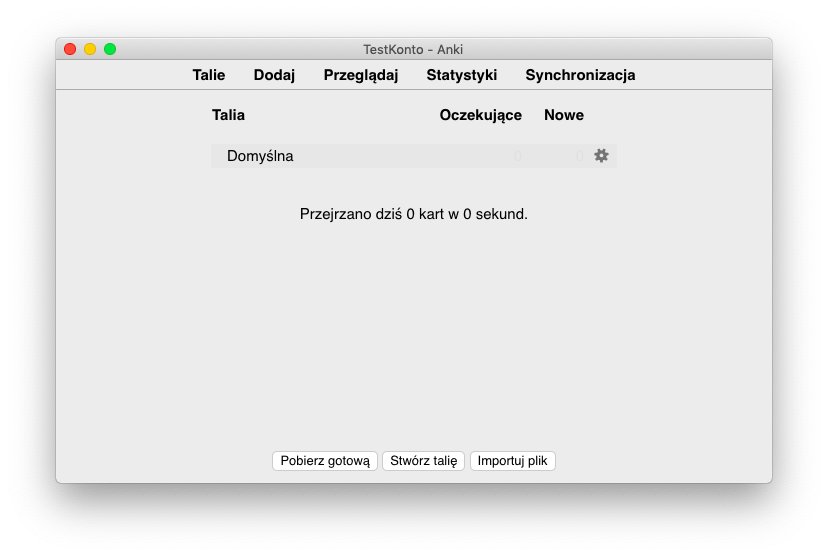 TestKonto - Anki
Talie Dodaj Przeglądaj Statystyki Synchronizacja
Talia Oczekujące Nowe
Domyślna 0 0
Przejrzano dziś 0 kart w 0 sekund.
Pobierz gotową Stwórz talię Importuj plik